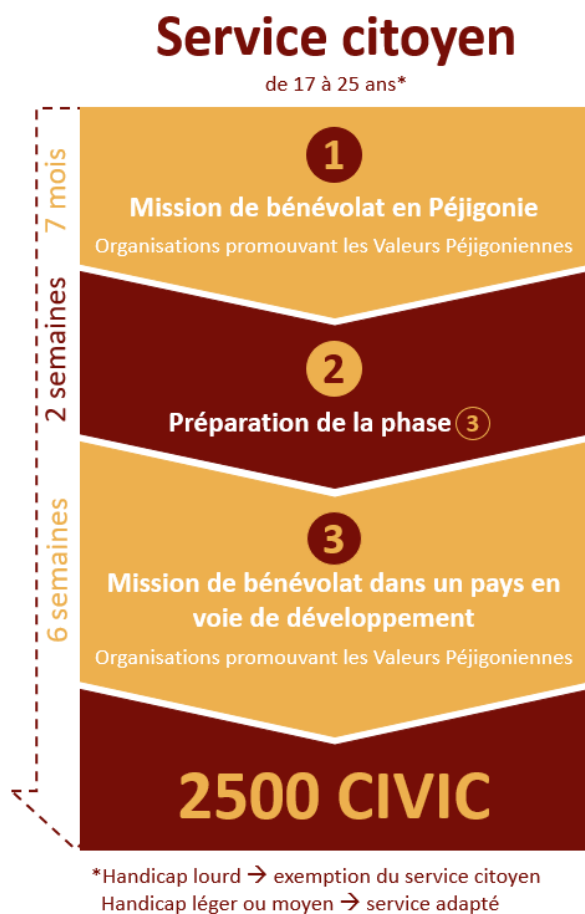 Service citoyen
de 17 à 25 ans*
7 mois
1
Mission de bénévolat en Péjigonie
Organisations promouvant les Valeurs Péjigoniennes
2 semaines
2
Préparation de la phase 3
6 semaines
3
Mission de bénévolat dans un pays en
voie de développement
Organisations promouvant les Valeurs Péjigoniennes
2500 CIVIC
*Handicap lourd → exemption du service citoyen
Handicap léger ou moyen → service adapté